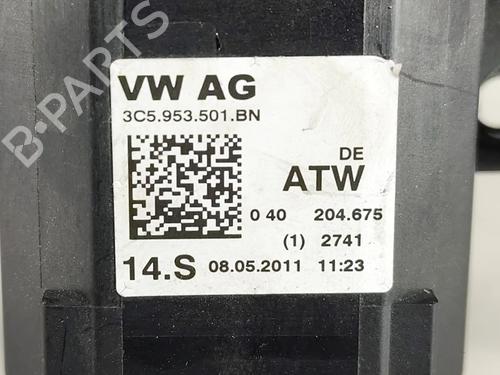 B-PARTS
VW AG
3C5.953.501.BN
DE
ATW
0 40 204.675
(1) 2741
14.S 08.05.2011 11:23